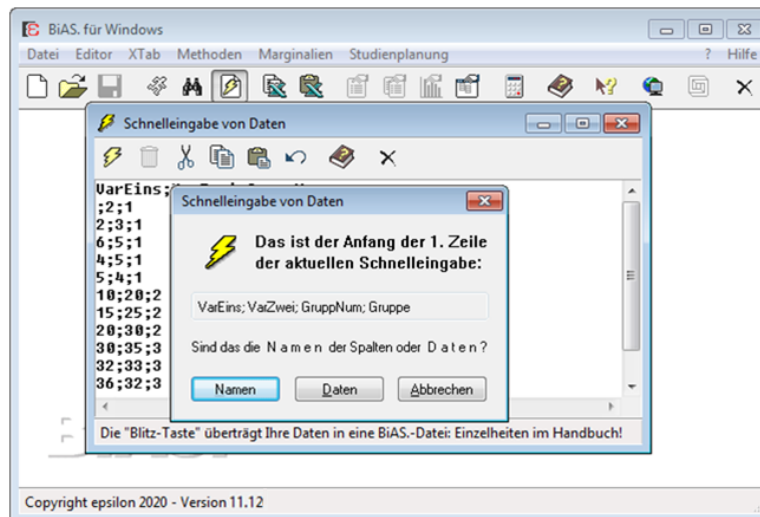 BiAS. für Windows
Datei Editor XTab Methoden Marginalien Studienplanung ? Hilfe
Schnelleingabe von Daten
VarEins;
;2;1
2;3;1
6;5;1
4;5;1
5;4;1
10;20;2
15;25;2
20;30;2
30;35;3
32;33;3
36;32;3
Schnelleingabe von Daten
Das ist der Anfang der 1. Zeile
der aktuellen Schnelleingabe:
VarEins; VarZwei; GruppNum; Gruppe
Sind das die N a m e n der Spalten oder D a t e n ?
Namen Daten Abbrechen
Die "Blitz-Taste" überträgt Ihre Daten in eine BiAS.-Datei: Einzelheiten im Handbuch!
Copyright epsilon 2020 - Version 11.12